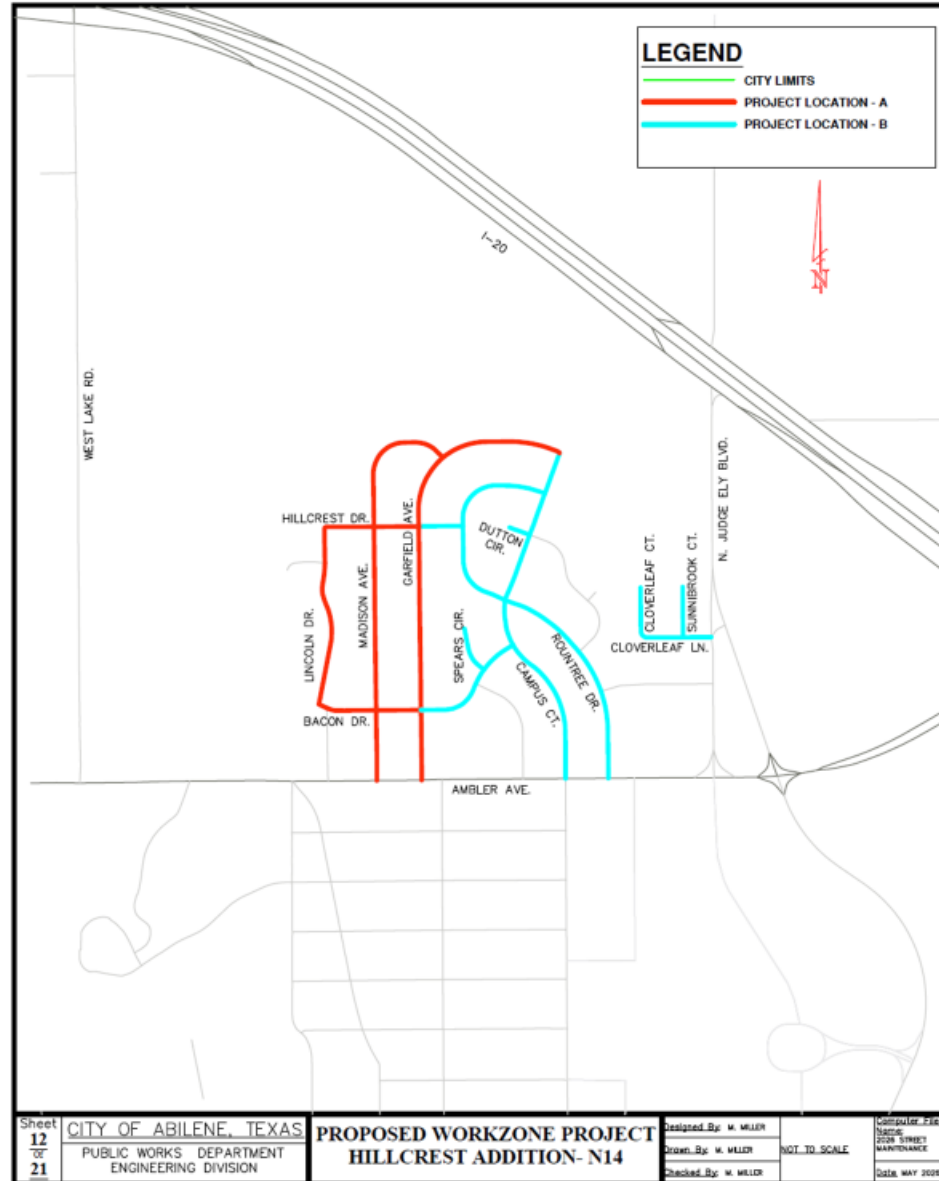 LEGEND
CITY LIMITS
PROJECT LOCATION - A
PROJECT LOCATION - B
N
I-20
WEST LAKE RD.
N. JUDGE ELY BLVD.
HILLCREST DR.
GARFIELD AVE.
DUTTON
CIR.
MADISON AVE.
CLOVERLEAF CT.
SUNNIBROOK CT.
LINCOLN DR.
SPEARS CIR.
ROUNTREE DR.
CLOVERLEAF LN.
CAMPUS CT.
BACON DR.
AMBLER AVE.
Sheet
12
OF
21
CITY OF ABILENE, TEXAS
PUBLIC WORKS DEPARTMENT
ENGINEERING DIVISION
PROPOSED WORKZONE PROJECT
HILLCREST ADDITION- N14
Designed By: M. MILLER
Drawn By: M. MILLER
Checked By: M. MILLER
NOT TO SCALE
Computer File
Name:
2026 STREET
MAINTENANCE
Date: MAY 2026